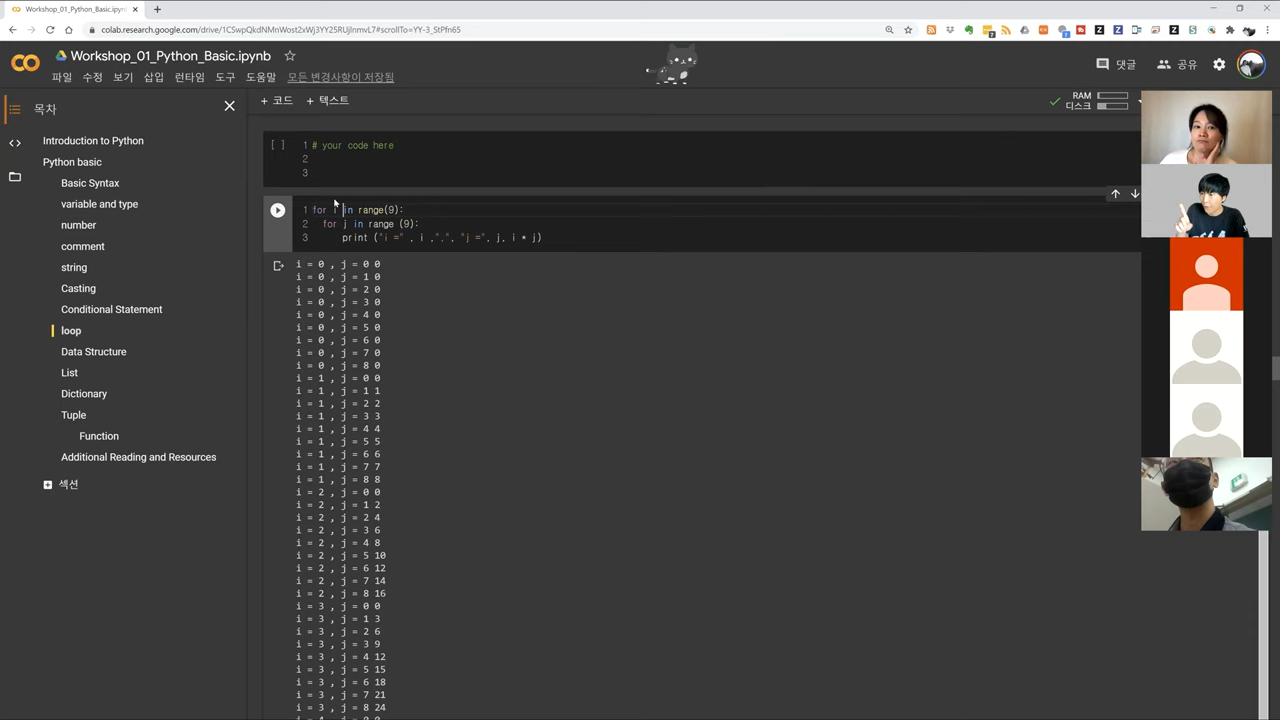 Workshop_01_Python_Basic.ipynb
colab.research.google.com/drive/1CSwpQkdNMnWost2xWj3YY25RUjlnmvL7#scrollTo=YY-3_StPfn65
Workshop_01_Python_Basic.ipynb
파일 수정 보기 삽입 런타임 도구 도움말 모든 변경사항이 저장됨
댓글 공유
목차
+ 코드 + 텍스트
RAM
디스크
Introduction to Python
Python basic
Basic Syntax
variable and type
number
comment
string
Casting
Conditional Statement
loop
Data Structure
List
Dictionary
Tuple
Function
Additional Reading and Resources
섹션
[ ] 1 # your code here
2
3
1 for i in range(9):
2 for j in range (9):
3 print ("i =" , i ,",", "j =", j, i * j)
i = 0 , j = 0 0
i = 0 , j = 1 0
i = 0 , j = 2 0
i = 0 , j = 3 0
i = 0 , j = 4 0
i = 0 , j = 5 0
i = 0 , j = 6 0
i = 0 , j = 7 0
i = 0 , j = 8 0
i = 1 , j = 0 0
i = 1 , j = 1 1
i = 1 , j = 2 2
i = 1 , j = 3 3
i = 1 , j = 4 4
i = 1 , j = 5 5
i = 1 , j = 6 6
i = 1 , j = 7 7
i = 1 , j = 8 8
i = 2 , j = 0 0
i = 2 , j = 1 2
i = 2 , j = 2 4
i = 2 , j = 3 6
i = 2 , j = 4 8
i = 2 , j = 5 10
i = 2 , j = 6 12
i = 2 , j = 7 14
i = 2 , j = 8 16
i = 3 , j = 0 0
i = 3 , j = 1 3
i = 3 , j = 2 6
i = 3 , j = 3 9
i = 3 , j = 4 12
i = 3 , j = 5 15
i = 3 , j = 6 18
i = 3 , j = 7 21
i = 3 , j = 8 24